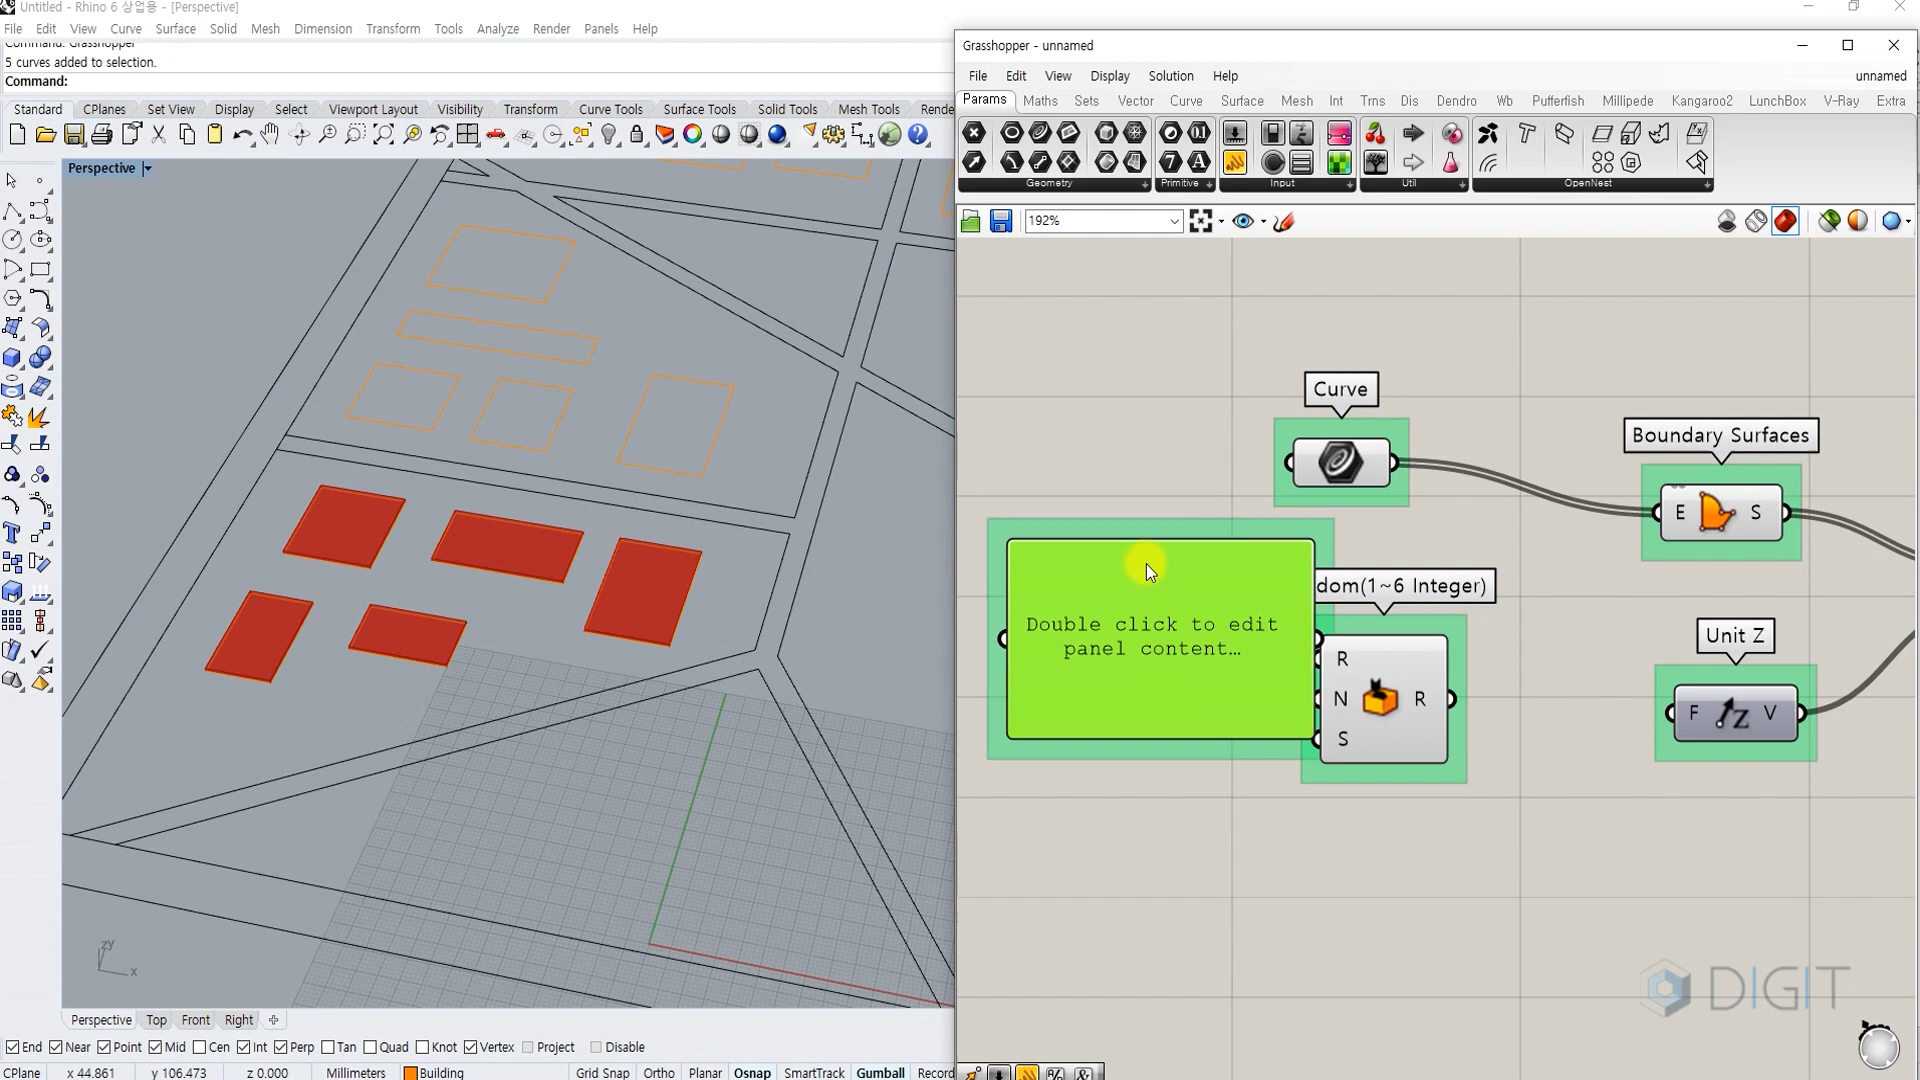 Untitled - Rhino 6 상업용 - [Perspective]
File Edit View Curve Surface Solid Mesh Dimension Transform Tools Analyze Render Panels Help
Command: Grasshopper
5 curves added to selection.
Command:
Standard CPlanes Set View Display Select Viewport Layout Visibility Transform Curve Tools Surface Tools Solid Tools Mesh Tools Rende
Perspective
zy
x
Perspective Top Front Right
End Near Point Mid Cen Int Perp Tan Quad Knot Vertex Project Disable
CPlane x 44.861 y 106.473 z 0.000 Millimeters Building Grid Snap Ortho Planar Osnap SmartTrack Gumball Record
Grasshopper - unnamed
File Edit View Display Solution Help unnamed
Params Maths Sets Vector Curve Surface Mesh Int Trns Dis Dendro Wb Pufferfish Millipede Kangaroo2 LunchBox V-Ray Extra
Geometry Primitive Input Util OpenNest
192%
Curve
Boundary Surfaces
E S
Double click to edit
panel content…
dom(1~6 Integer)
R
N R
S
Unit Z
F Z V
DIGIT